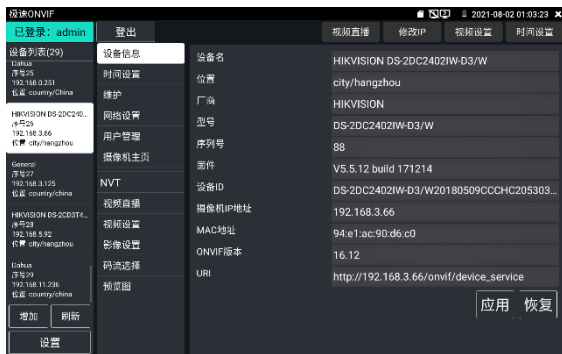 极速ONVIF
2021-08-02 01:03:23
已登录：admin
登出
视频直播
修改IP
视频设置
时间设置
设备列表(29)
Dahua
序号25
192.168.0.251
位置 country/China
HIKVISION DS-2DC240...
序号26
192.168.3.66
位置 city/hangzhou
General
序号27
192.168.3.125
位置 country/china
HIKVISION DS-2CD3T4...
序号28
192.168.5.92
位置 city/hangzhou
Dahua
序号29
192.168.11.236
位置 country/china
增加
刷新
设置
设备信息
时间设置
维护
网络设置
用户管理
摄像机主页
NVT
视频直播
视频设置
影像设置
码流选择
预览图
设备名
HIKVISION DS-2DC2402IW-D3/W
位置
city/hangzhou
厂商
HIKVISION
型号
DS-2DC2402IW-D3/W
序列号
88
固件
V5.5.12 build 171214
设备ID
DS-2DC2402IW-D3/W20180509CCCHC205303...
摄像机IP地址
192.168.3.66
MAC地址
94:e1:ac:90:d6:c0
ONVIF版本
16.12
URI
http://192.168.3.66/onvif/device_service
应用
恢复